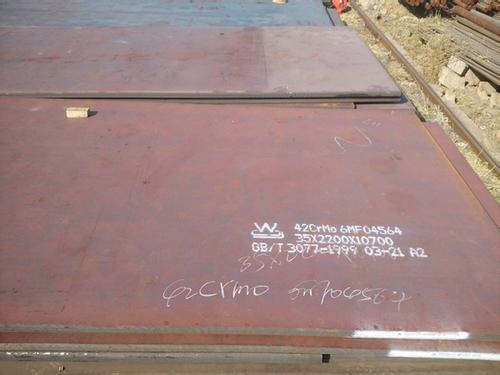 N
W
42CrMo 6MF04564
35X2200X10700
GB/T 3077-1999 03-21 A2
42CrMo